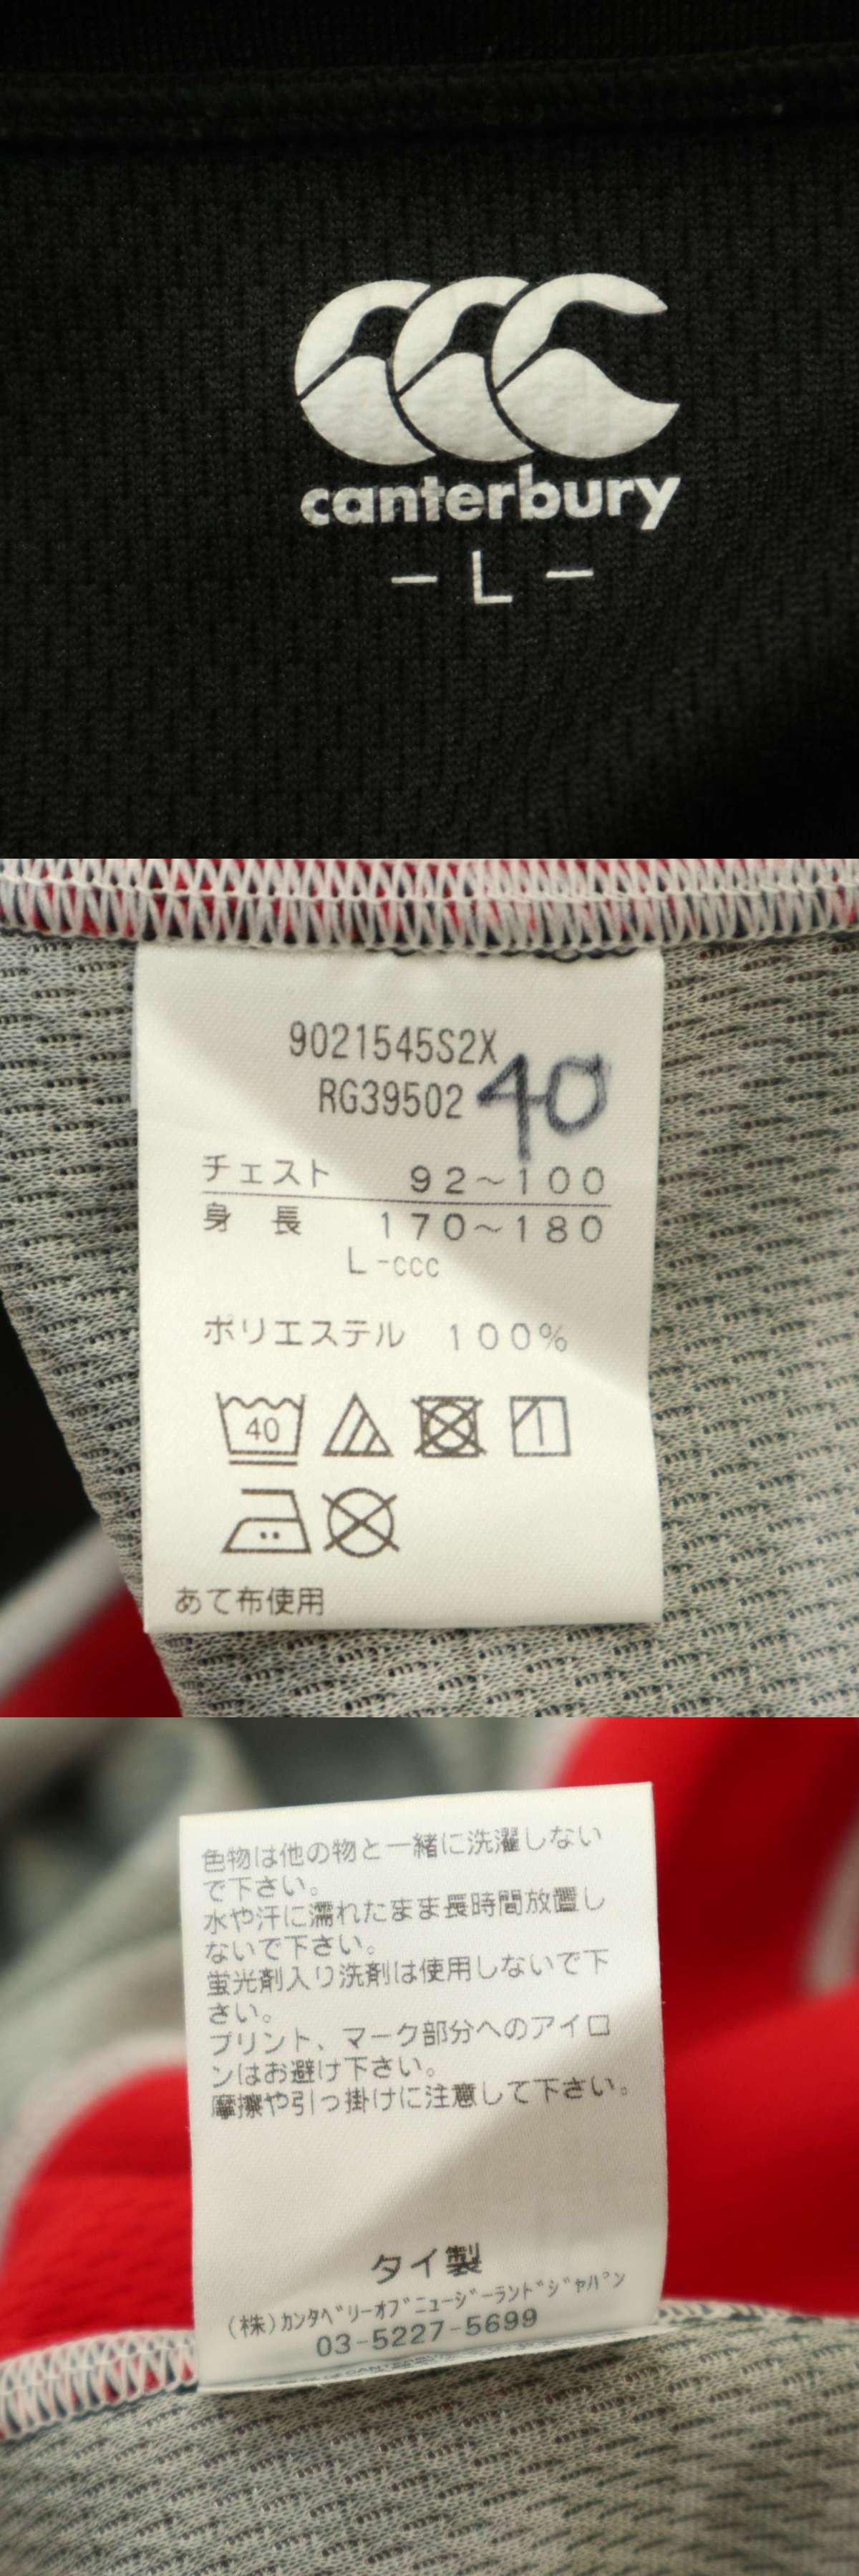 canterbury
- L -
9021545S2X
RG39502
40
チェスト 92~100
身 長 170~180
L-ccc
ポリエステル 100%
40
あて布使用
色物は他の物と一緒に洗濯しない
で下さい。
水や汗に濡れたまま長時間放置し
ないで下さい。
蛍光剤入り洗剤は使用しないで下
さい。
プリント、マーク部分へのアイロ
ンはお避け下さい。
摩擦や引っ掛けに注意して下さい。
タイ製
(株)ｶﾝﾀﾍﾞﾘｰｵﾌﾞﾆｭｰｼﾞｰﾗﾝﾄﾞｼﾞｬﾊﾟﾝ
03-5227-5699